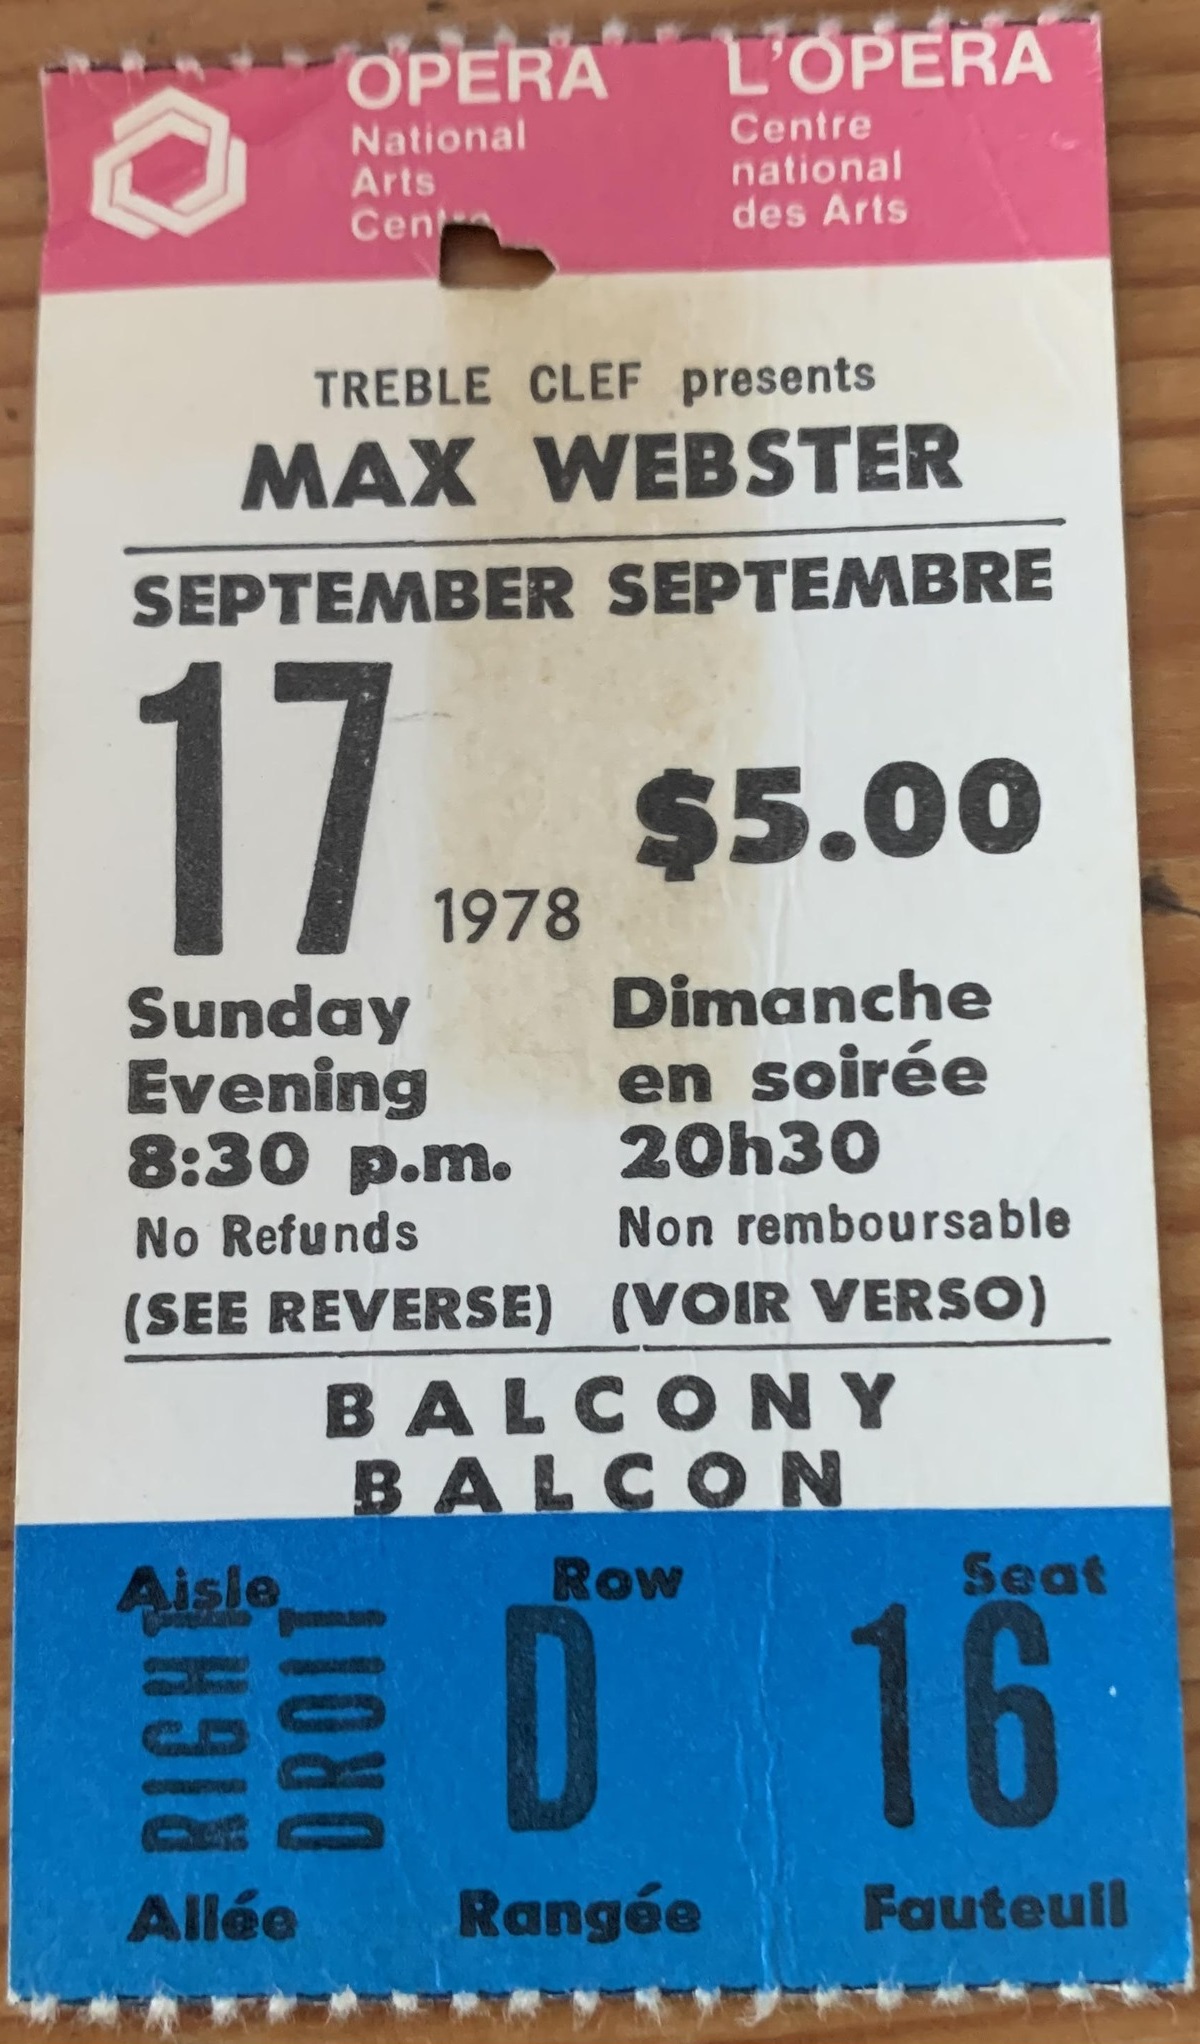 OPERA L'OPÉRA
National Centre
Arts national
Centre des Arts
TREBLE CLEF presents
MAX WEBSTER
SEPTEMBER SEPTEMBRE
17 1978 $5.00
Sunday Dimanche
Evening en soirée
8:30 p.m. 20h30
No Refunds Non remboursable
(SEE REVERSE) (VOIR VERSO)
BALCONY
BALCON
Aisle Row Seat
RIGHT DROIT D 16
Allée Rangée Fauteuil